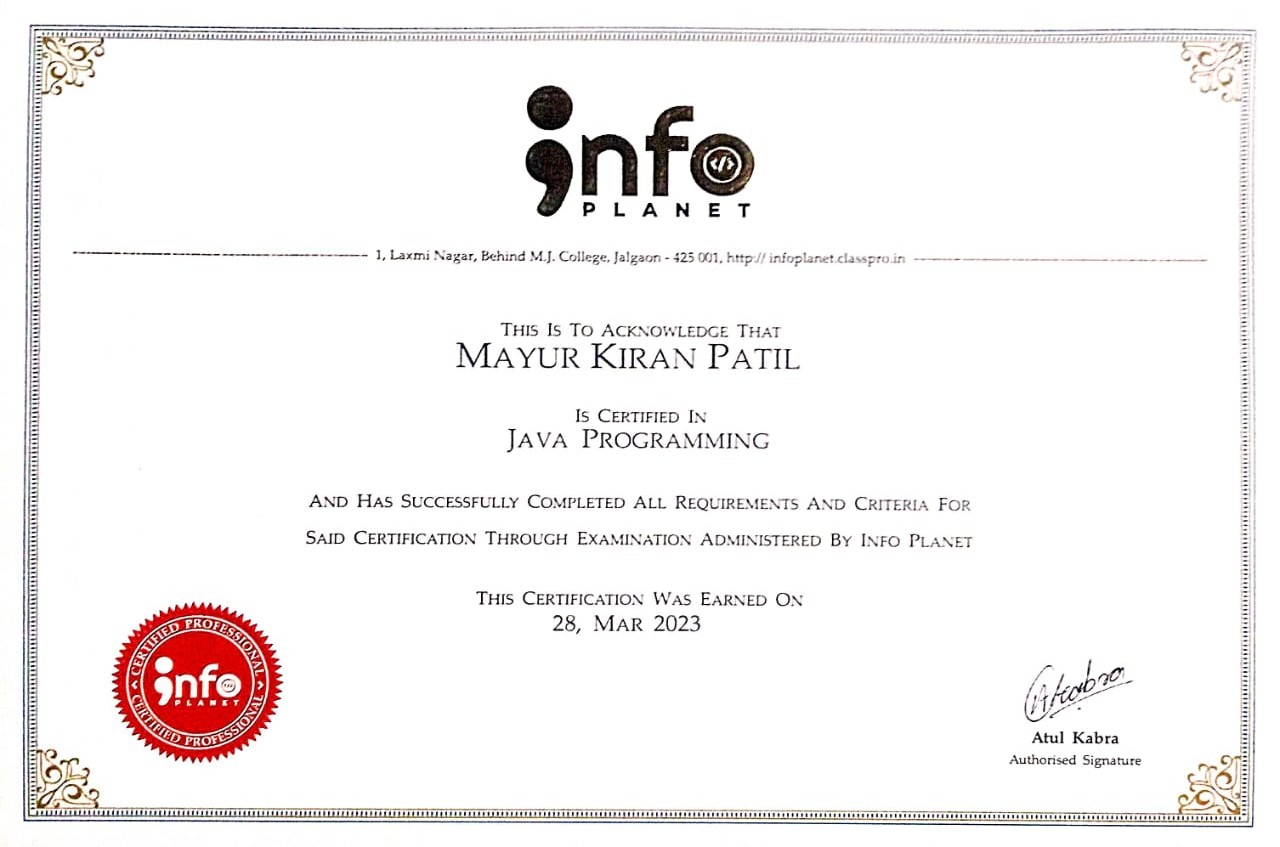 info
PLANET
1, Laxmi Nagar, Behind M.J. College, Jalgaon - 425 001, http:// infoplanet.classpro.in
THIS IS TO ACKNOWLEDGE THAT
MAYUR KIRAN PATIL
IS CERTIFIED IN
JAVA PROGRAMMING
AND HAS SUCCESSFULLY COMPLETED ALL REQUIREMENTS AND CRITERIA FOR
SAID CERTIFICATION THROUGH EXAMINATION ADMINISTERED BY INFO PLANET
THIS CERTIFICATION WAS EARNED ON
28, MAR 2023
CERTIFIED PROFESSIONAL
info
PLANET
CERTIFIED PROFESSIONAL
Akabra
Atul Kabra
Authorised Signature